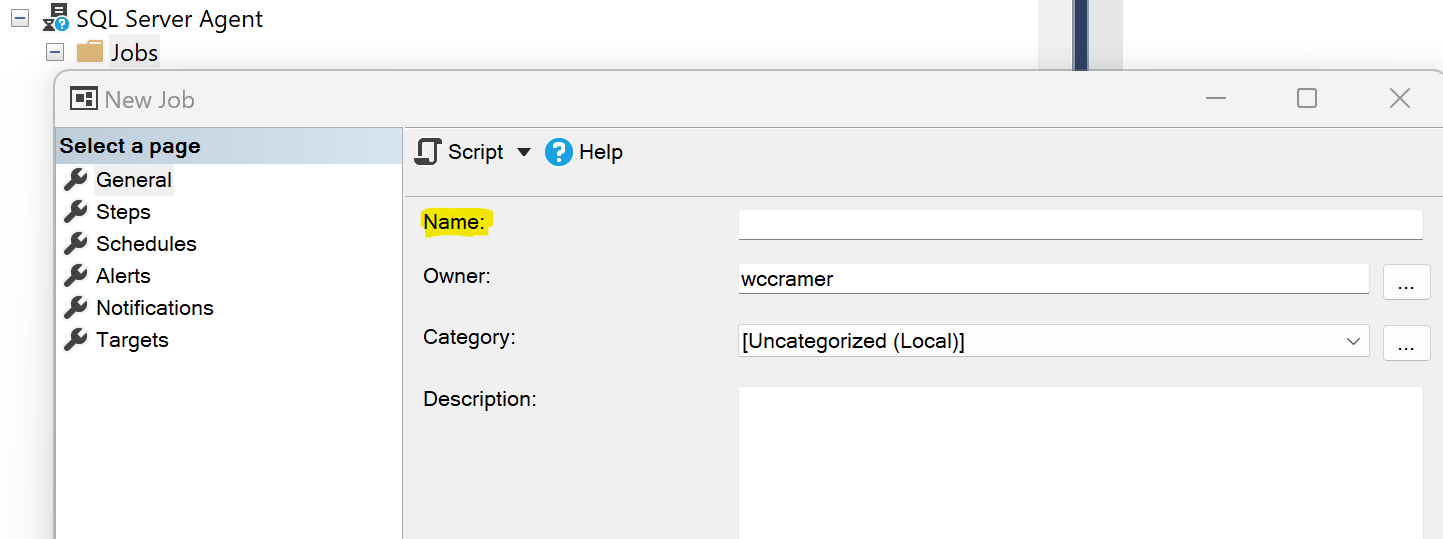 SQL Server Agent
Jobs
New Job
Select a page
General
Steps
Schedules
Alerts
Notifications
Targets
Script
Help
Name:
Owner:
wccramer
...
Category:
[Uncategorized (Local)]
...
Description: